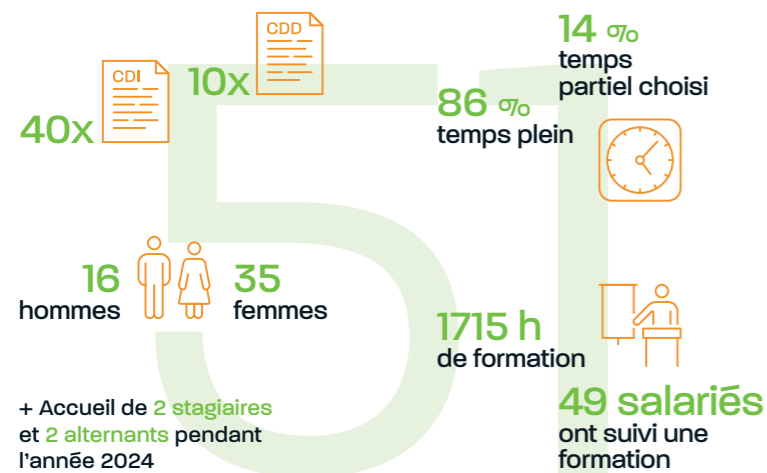 51
40x
CDI
10x
CDD
86 %
temps plein
14 %
temps
partiel choisi
16
hommes
35
femmes
1715 h
de formation
49 salariés
ont suivi une
formation
+ Accueil de 2 stagiaires
et 2 alternants pendant
l'année 2024